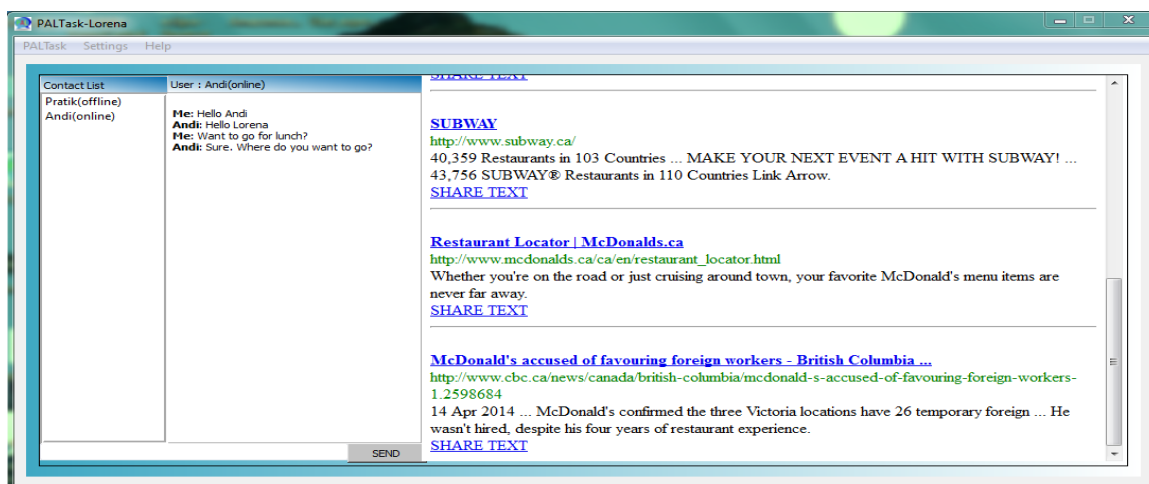 PALTask-Lorena
PALTask Settings Help
Contact List
Pratik(offline)
Andi(online)
User : Andi(online)
Me: Hello Andi
Andi: Hello Lorena
Me: Want to go for lunch?
Andi: Sure. Where do you want to go?
SEND
SHARE TEXT
SUBWAY
http://www.subway.ca/
40,359 Restaurants in 103 Countries ... MAKE YOUR NEXT EVENT A HIT WITH SUBWAY! ...
43,756 SUBWAY® Restaurants in 110 Countries Link Arrow.
SHARE TEXT
Restaurant Locator | McDonalds.ca
http://www.mcdonalds.ca/ca/en/restaurant_locator.html
Whether you're on the road or just cruising around town, your favorite McDonald's menu items are
never far away.
SHARE TEXT
McDonald's accused of favouring foreign workers - British Columbia ...
http://www.cbc.ca/news/canada/british-columbia/mcdonald-s-accused-of-favouring-foreign-workers-
1.2598684
14 Apr 2014 ... McDonald's confirmed the three Victoria locations have 26 temporary foreign ... He
wasn't hired, despite his four years of restaurant experience.
SHARE TEXT